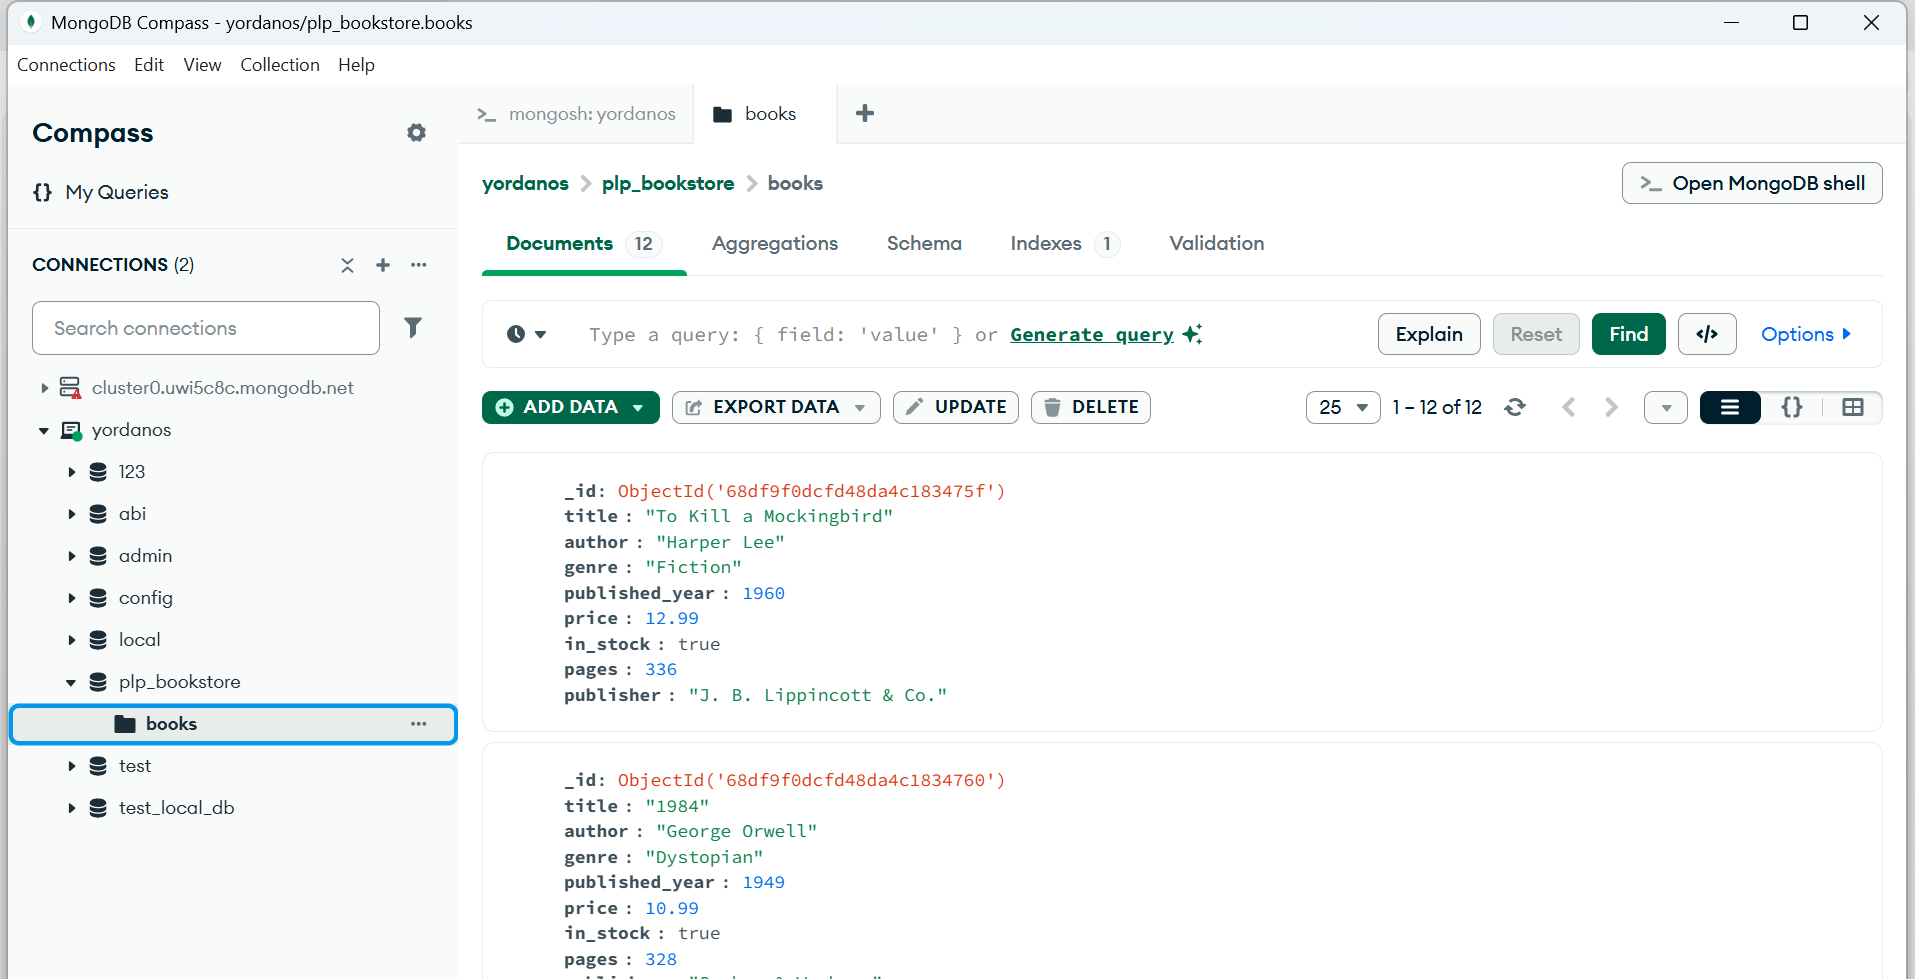 MongoDB Compass - yordanos/plp_bookstore.books
Connections Edit View Collection Help
Compass
My Queries
CONNECTIONS (2)
Search connections
cluster0.uwi5c8c.mongodb.net
yordanos
123
abi
admin
config
local
plp_bookstore
books
test
test_local_db
mongosh: yordanos
books
yordanos > plp_bookstore > books
>_ Open MongoDB shell
Documents 12 Aggregations Schema Indexes 1 Validation
Type a query: { field: 'value' } or Generate query
Explain Reset Find </> Options
ADD DATA EXPORT DATA UPDATE DELETE
25 1 – 12 of 12
_id: ObjectId('68df9f0dcfd48da4c183475f')
title : "To Kill a Mockingbird"
author : "Harper Lee"
genre : "Fiction"
published_year : 1960
price : 12.99
in_stock : true
pages : 336
publisher : "J. B. Lippincott & Co."
_id: ObjectId('68df9f0dcfd48da4c1834760')
title : "1984"
author : "George Orwell"
genre : "Dystopian"
published_year : 1949
price : 10.99
in_stock : true
pages : 328